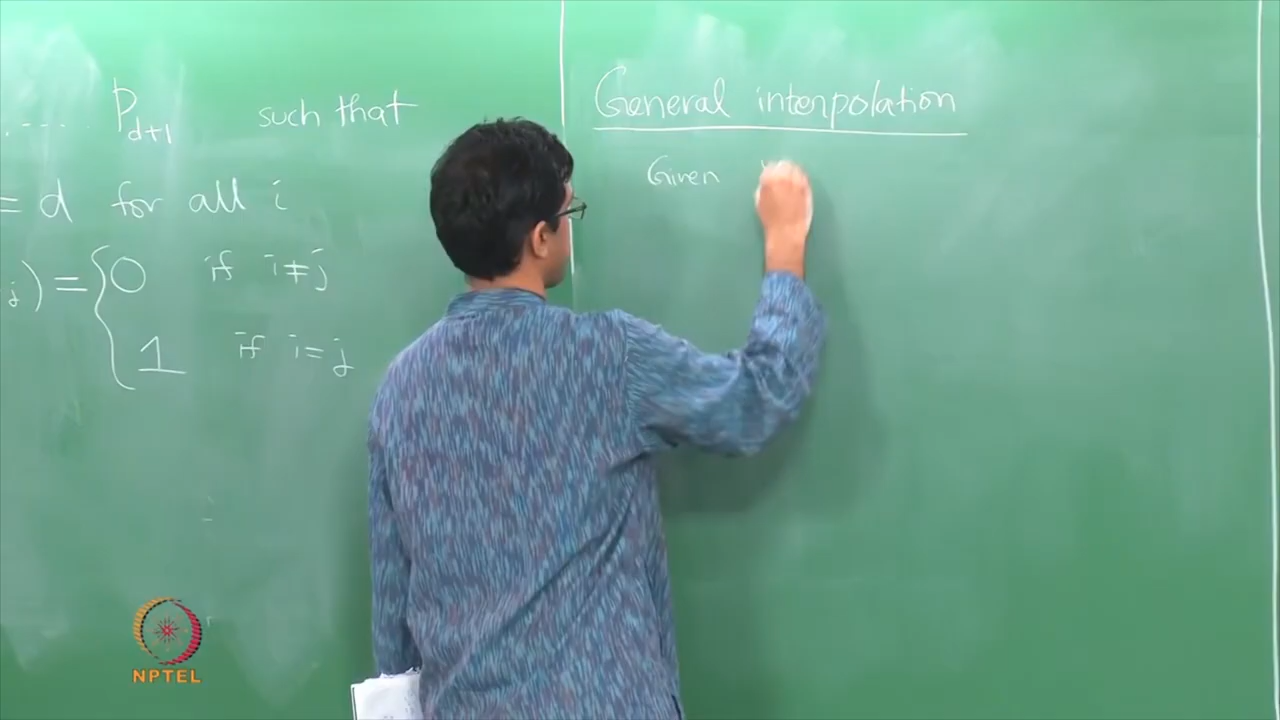 ..... P_{d+1} such that
= d for all i
j) = { 0 if i ≠ j
1 if i = j
General interpolation
Given
NPTEL